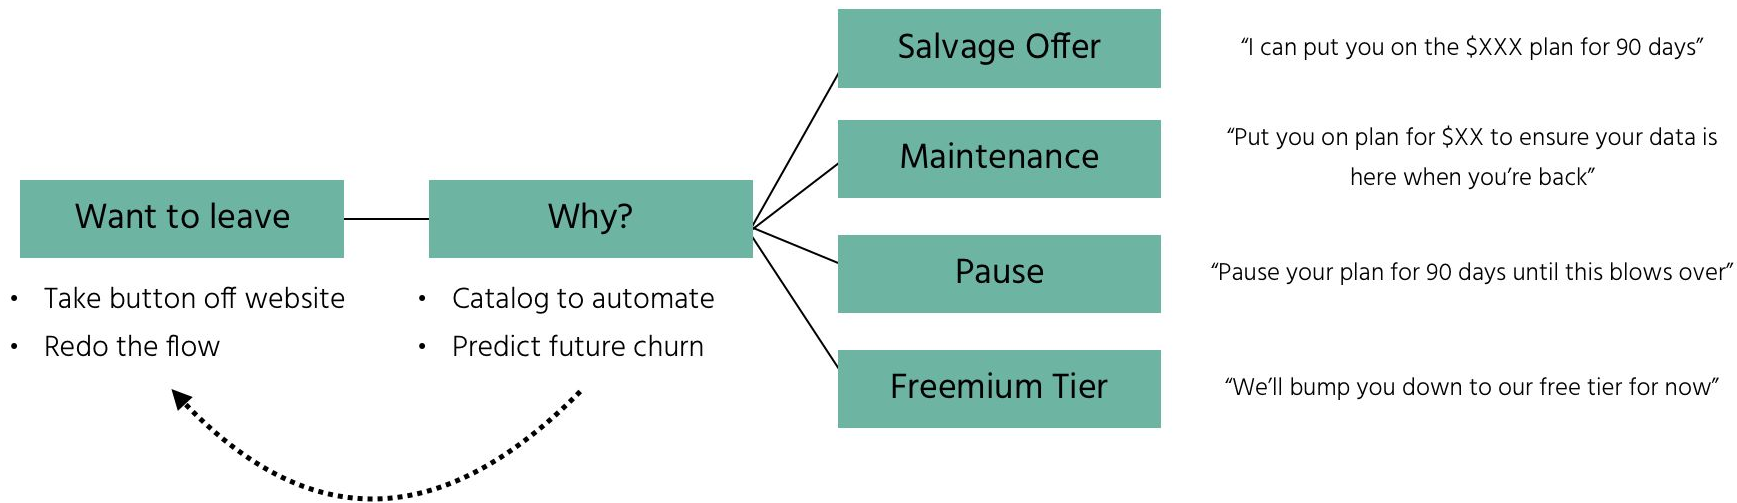 Want to leave
• Take button off website
• Redo the flow
Why?
• Catalog to automate
• Predict future churn
Salvage Offer
“I can put you on the $XXX plan for 90 days”
Maintenance
“Put you on plan for $XX to ensure your data is
here when you’re back”
Pause
“Pause your plan for 90 days until this blows over”
Freemium Tier
“We’ll bump you down to our free tier for now”